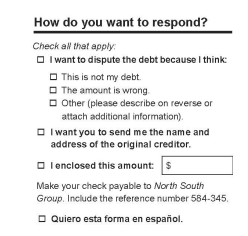 How do you want to respond?
Check all that apply:
I want to dispute the debt because I think:
This is not my debt.
The amount is wrong.
Other (please describe on reverse or
attach additional information).
I want you to send me the name and
address of the original creditor.
I enclosed this amount: $
Make your check payable to North South
Group. Include the reference number 584-345.
Quiero esta forma en español.